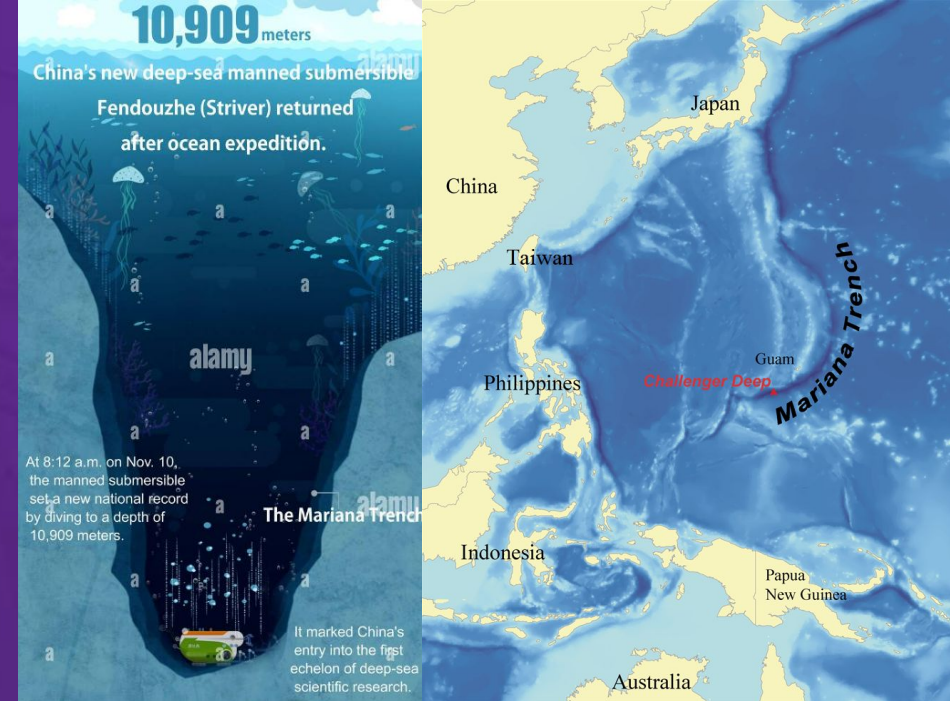 10,909 meters
China's new deep-sea manned submersible
Fendouzhe (Striver) returned
after ocean expedition.
alamy
a
a
a
a
a
a
a
alamy
a
a
a
a
At 8:12 a.m. on Nov. 10,
the manned submersible
set a new national record
by diving to a depth of
10,909 meters.
a
a
alamy
The Mariana Trench
a
a
It marked China's
entry into the first
echelon of deep-sea
scientific research.
a
a
a
Japan
China
Taiwan
Mariana Trench
Guam
Challenger Deep
Philippines
Indonesia
Papua
New Guinea
Australia